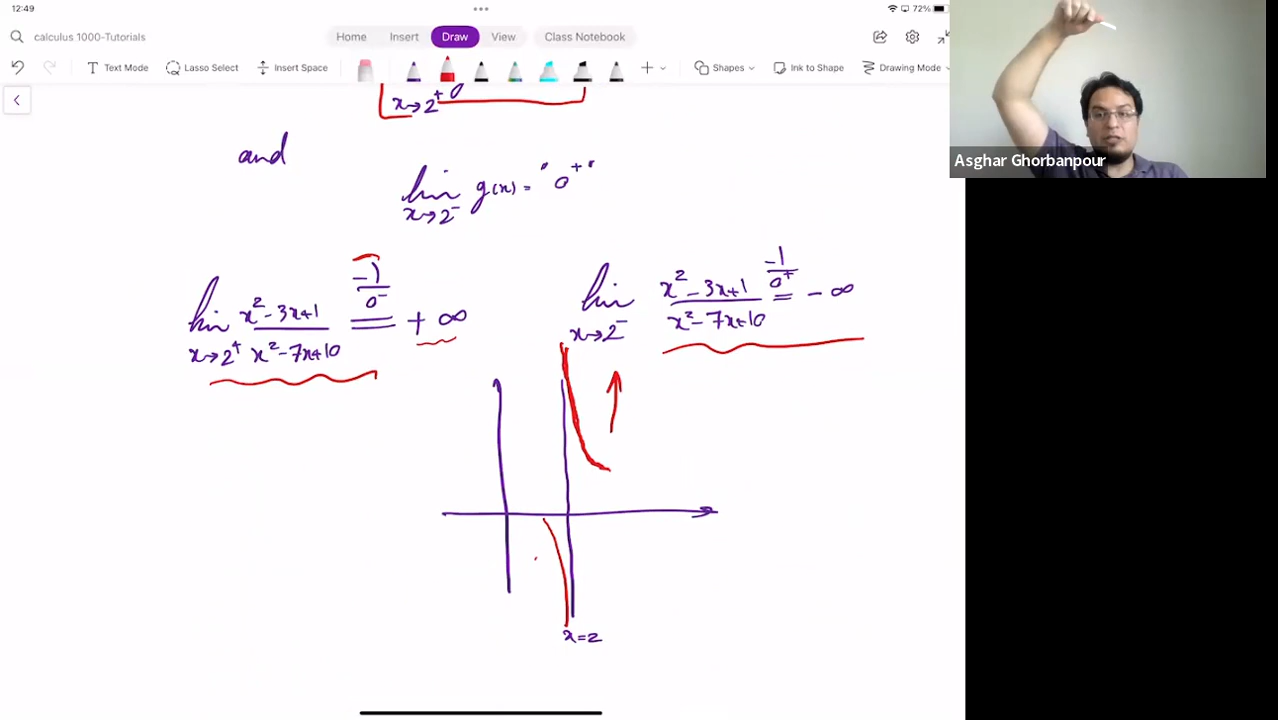 12:49
72%
calculus 1000-Tutorials
Home Insert Draw View Class Notebook
Text Mode Lasso Select Insert Space Shapes Ink to Shape Drawing Mode
x→2⁺ 0
and
lim g(x) = "0⁺"
x→2⁻
lim x²-3x+1 / x²-7x+10 = -1/0⁻ = +∞
x→2⁺
lim x²-3x+1 / x²-7x+10 = -1/0⁺ = -∞
x→2⁻
x=2
Asghar Ghorbanpour